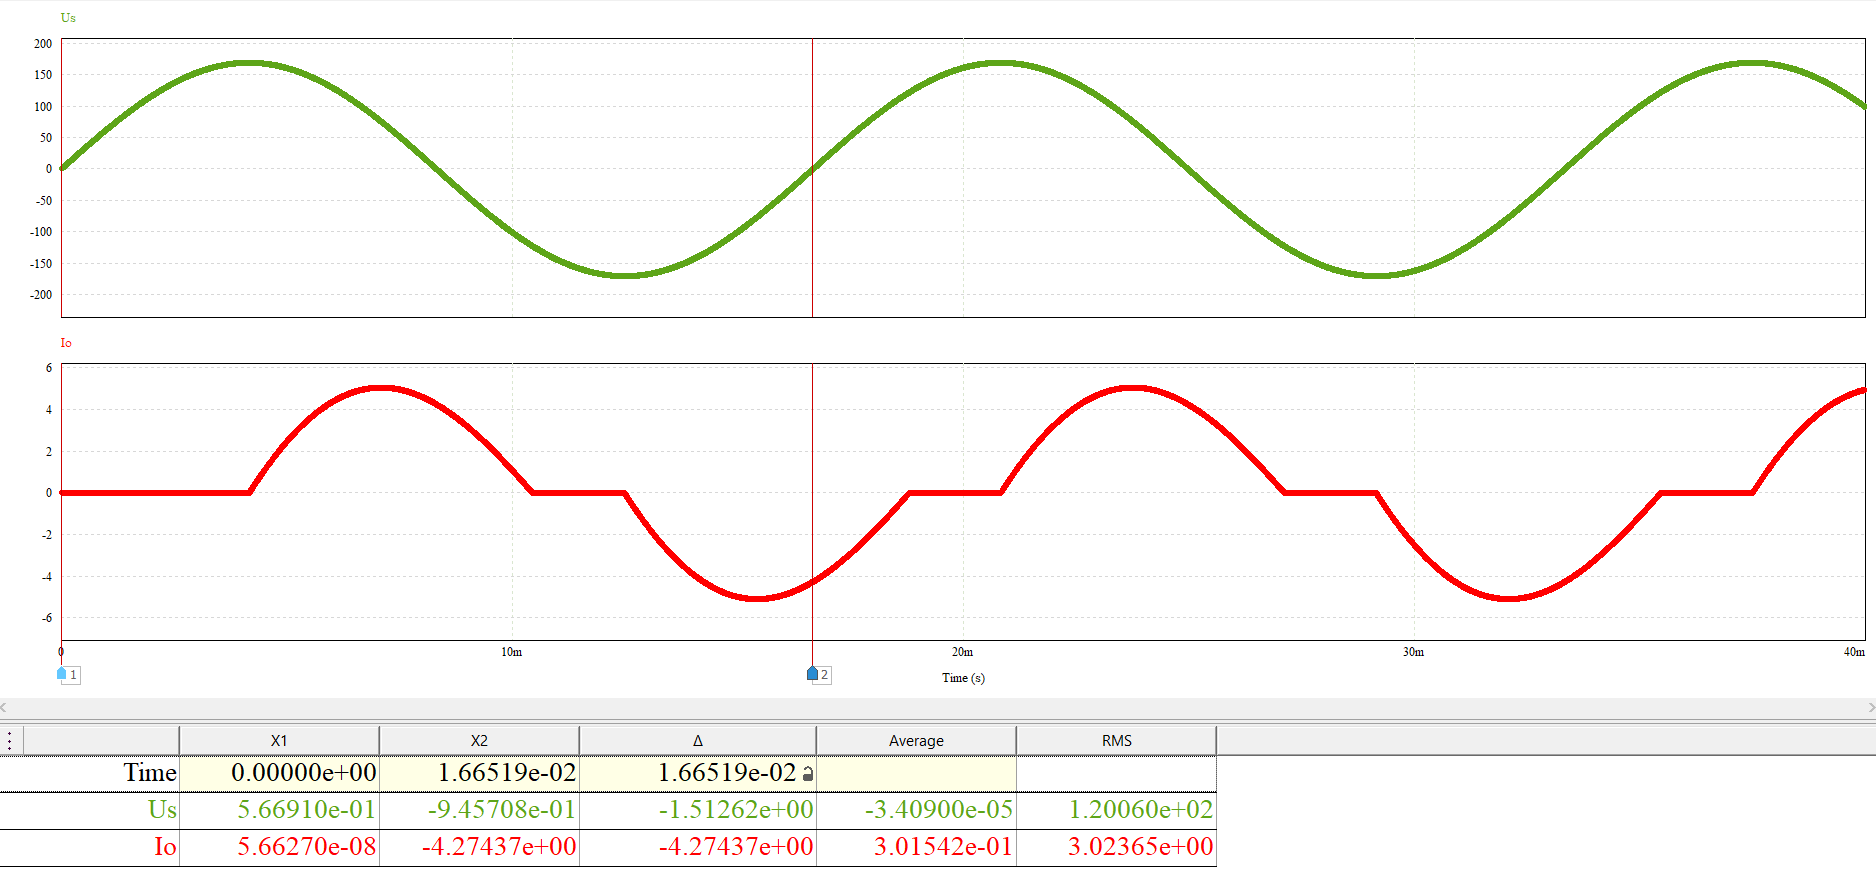 Us
200
150
100
50
0
-50
-100
-150
-200
Io
6
4
2
0
-2
-4
-6
0 10m 20m 30m 40m
1 2
Time (s)
X1 X2 Δ Average RMS
Time 0.00000e+00 1.66519e-02 1.66519e-02
Us 5.66910e-01 -9.45708e-01 -1.51262e+00 -3.40900e-05 1.20060e+02
Io 5.66270e-08 -4.27437e+00 -4.27437e+00 3.01542e-01 3.02365e+00